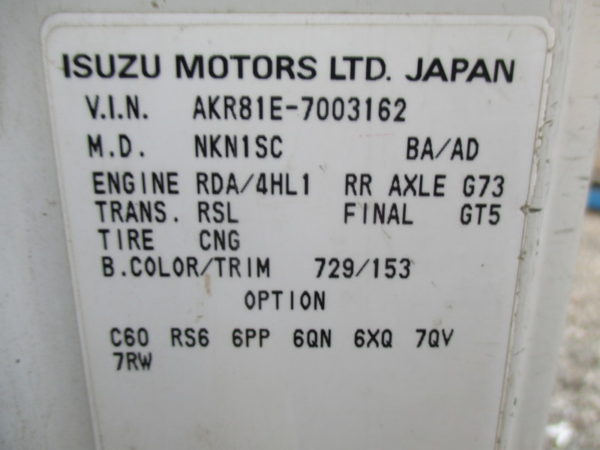 ISUZU MOTORS LTD. JAPAN
V.I.N. AKR81E-7003162
M.D. NKN1SC BA/AD
ENGINE RDA/4HL1 RR AXLE G73
TRANS. RSL FINAL GT5
TIRE CNG
B.COLOR/TRIM 729/153
OPTION
C60 RS6 6PP 6QN 6XQ 7QV
7RW